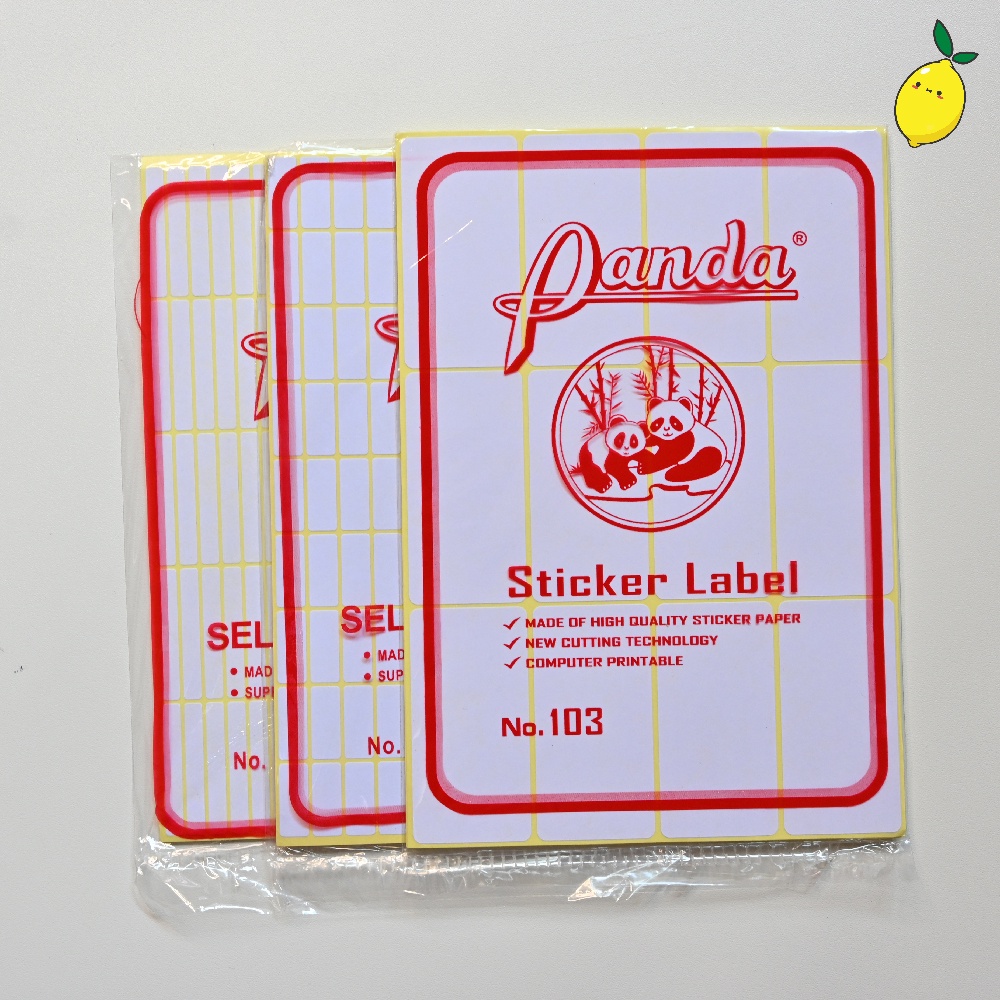 Panda®
Sticker Label
✓ MADE OF HIGH QUALITY STICKER PAPER
✓ NEW CUTTING TECHNOLOGY
✓ COMPUTER PRINTABLE
No. 103
SEL
• MAD
• SUP
No.
SEL
• MAD
• SUP
No.